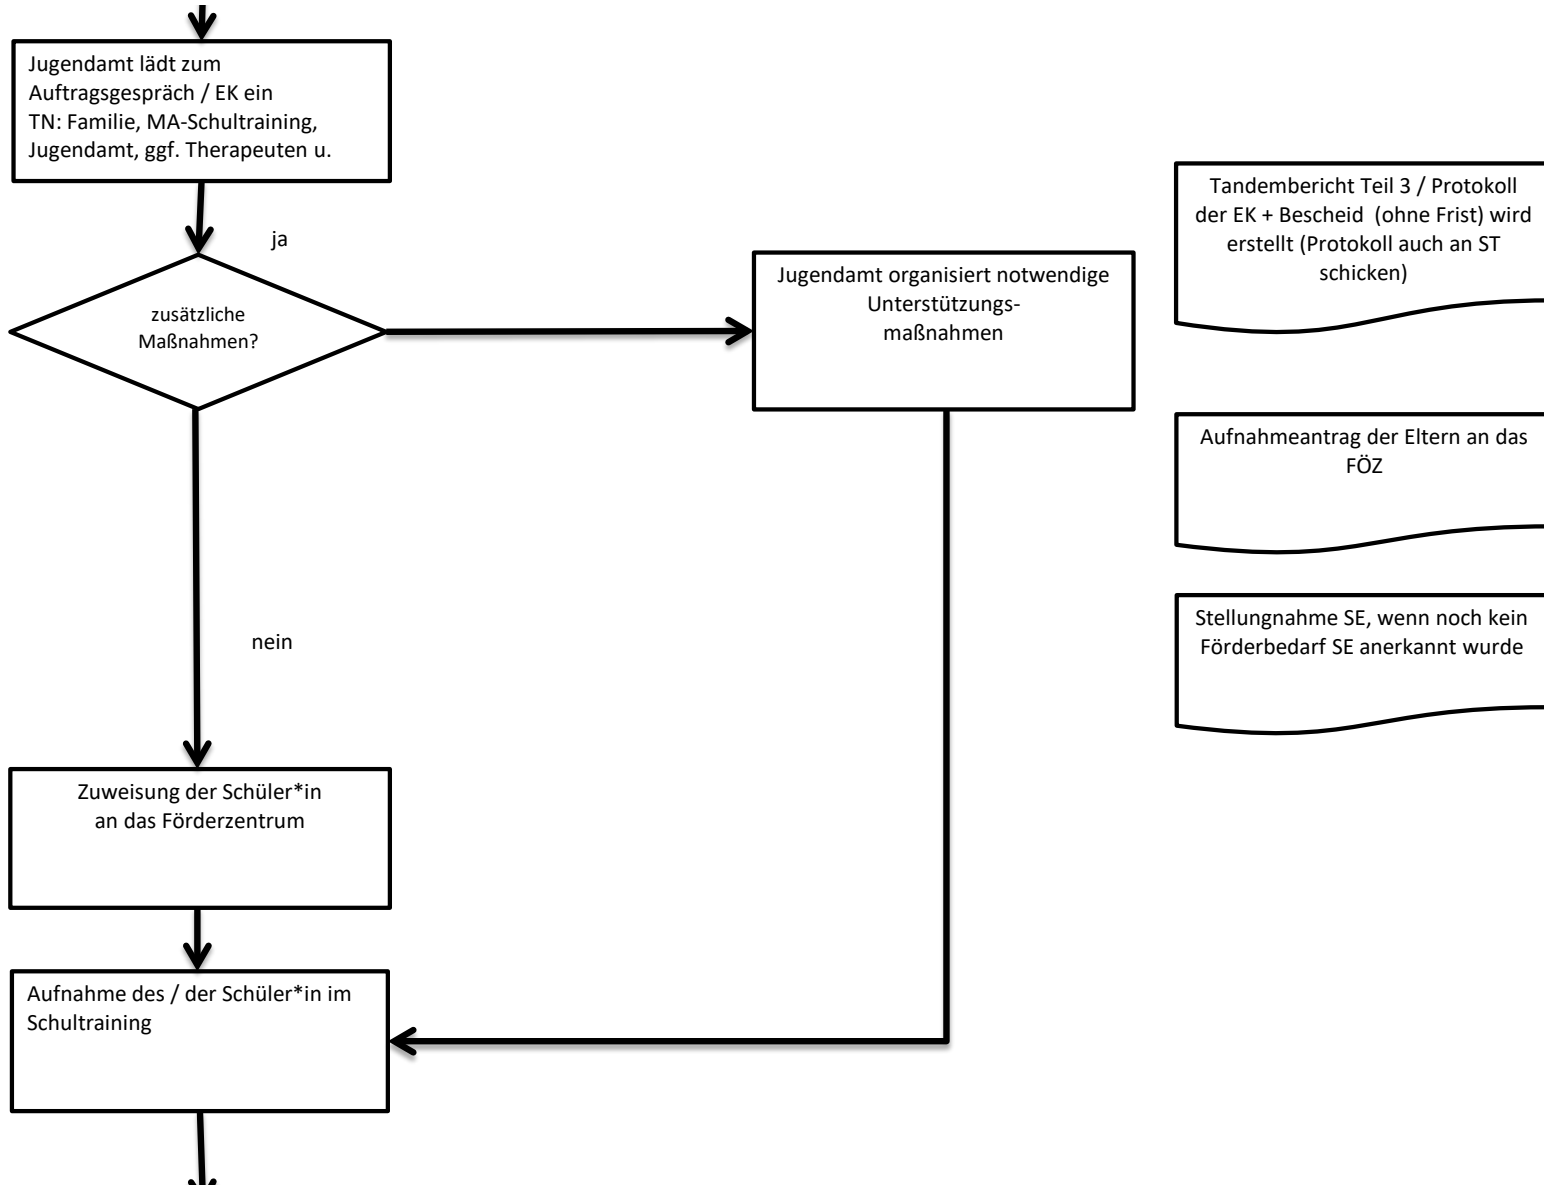 Jugendamt lädt zum
Auftragsgespräch / EK ein
TN: Familie, MA-Schultraining,
Jugendamt, ggf. Therapeuten u.
ja
zusätzliche
Maßnahmen?
Jugendamt organisiert notwendige
Unterstützungs-
maßnahmen
Tandembericht Teil 3 / Protokoll
der EK + Bescheid (ohne Frist) wird
erstellt (Protokoll auch an ST
schicken)
Aufnahmeantrag der Eltern an das
FÖZ
Stellungnahme SE, wenn noch kein
Förderbedarf SE anerkannt wurde
nein
Zuweisung der Schüler*in
an das Förderzentrum
Aufnahme des / der Schüler*in im
Schultraining